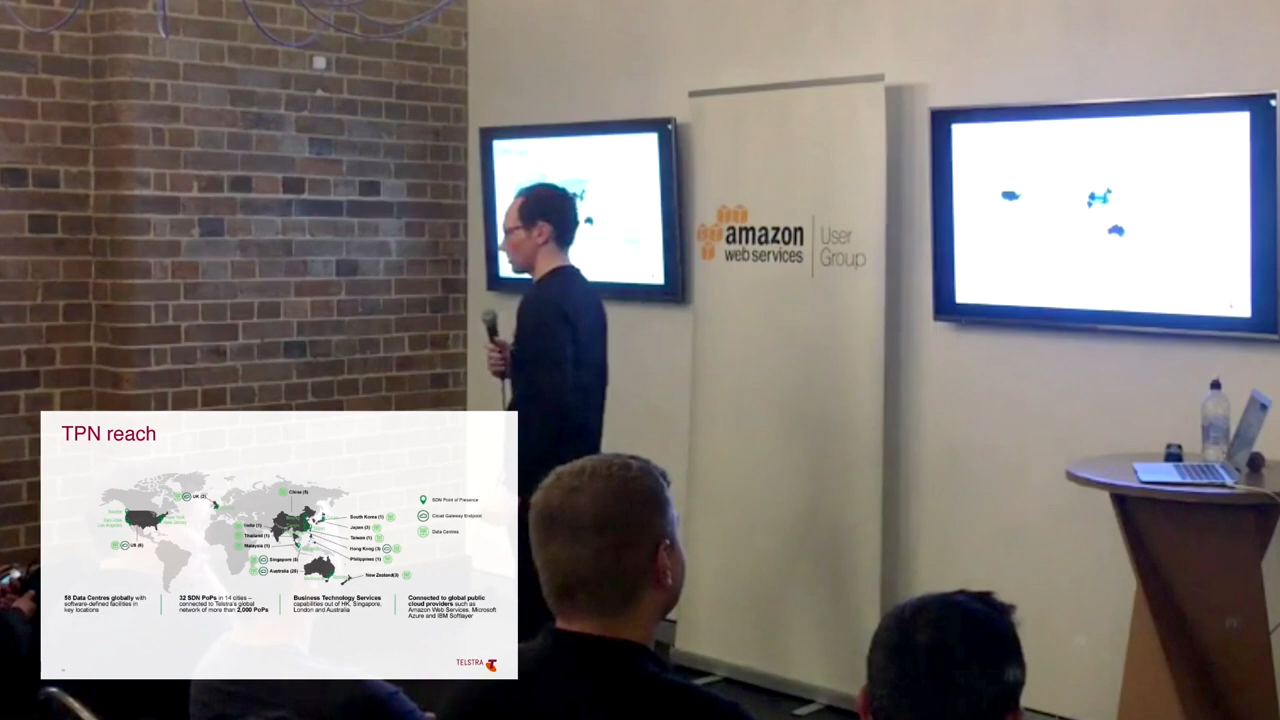 amazon
web services
User
Group
TPN reach
UK (2)
China (5)
SDN Point of Presence
Cloud Gateway Endpoint
Data Centres
US (6)
India (1)
Thailand (1)
Malaysia (1)
Singapore (5)
Australia (25)
South Korea (1)
Japan (3)
Taiwan (1)
Hong Kong (3)
Philippines (1)
New Zealand(3)
58 Data Centres globally with
software-defined facilities in
key locations
32 SDN PoPs in 14 cities –
connected to Telstra's global
network of more than 2,000 PoPs
Business Technology Services
capabilities out of HK, Singapore,
London and Australia
Connected to global public
cloud providers such as
Amazon Web Services, Microsoft
Azure and IBM Softlayer
TELSTRA